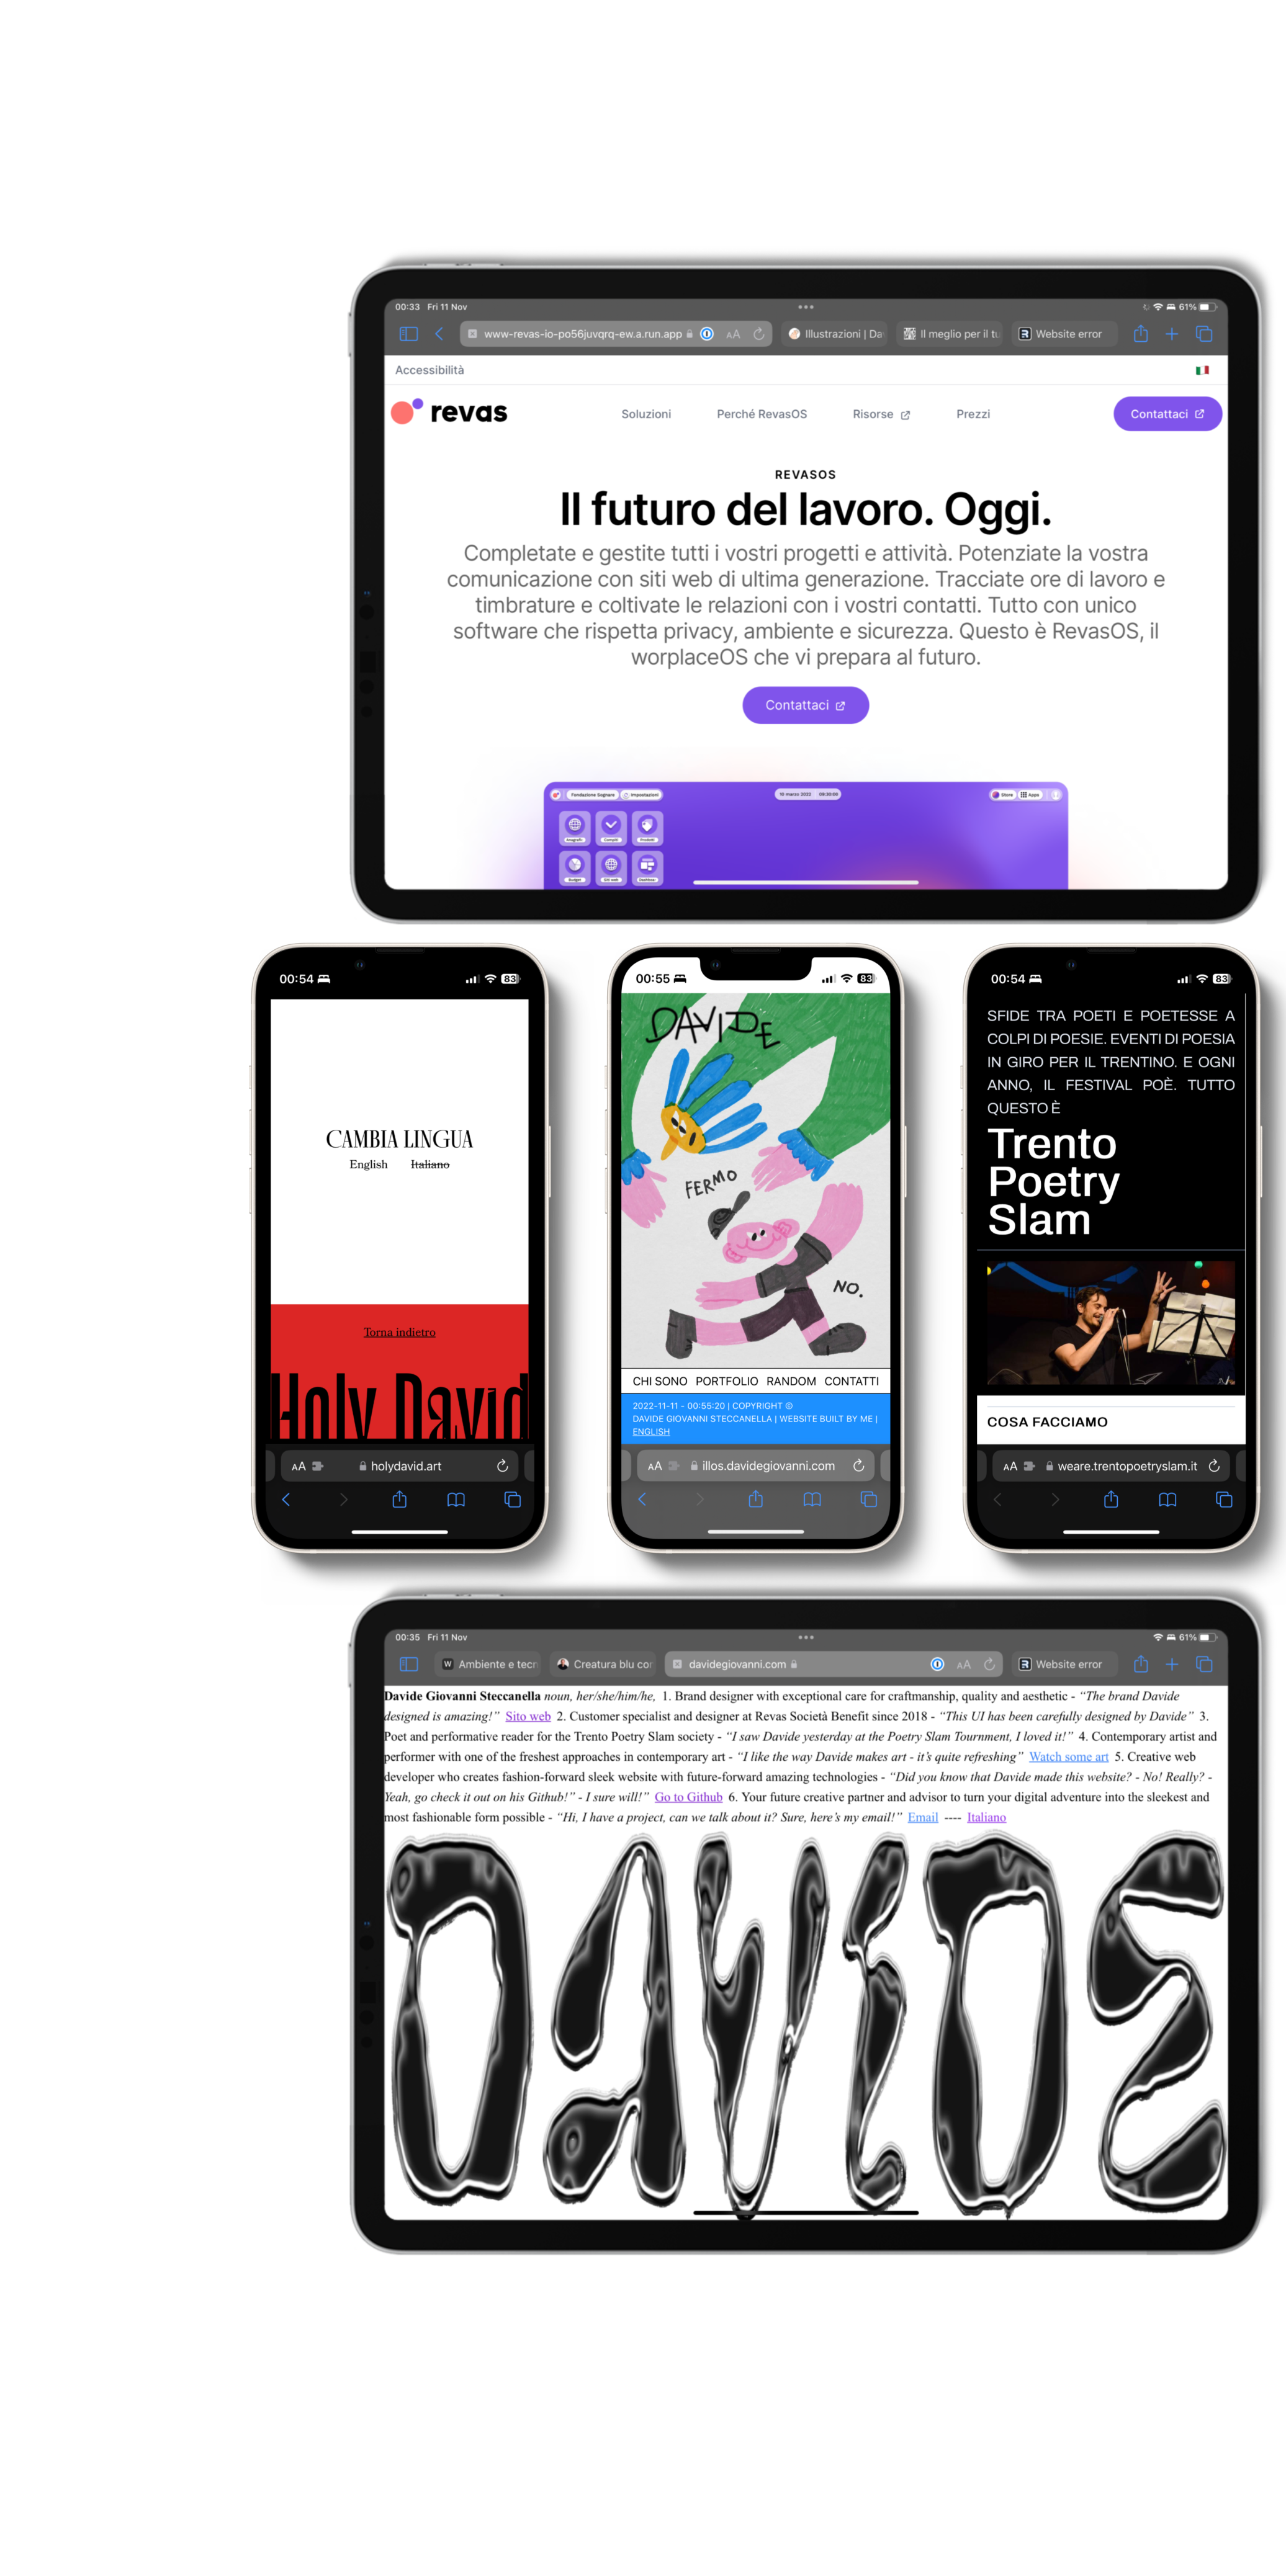 00:33 Fri 11 Nov
61%
www-revas-io-po56juvqrq-ew.a.run.app
AA
Illustrazioni | Da
Il meglio per il tu
Website error
Accessibilità
revas
Soluzioni
Perché RevasOS
Risorse
Prezzi
Contattaci
REVASOS
Il futuro del lavoro. Oggi.
Completate e gestite tutti i vostri progetti e attività. Potenziate la vostra
comunicazione con siti web di ultima generazione. Tracciate ore di lavoro e
timbrature e coltivate le relazioni con i vostri contatti. Tutto con unico
software che rispetta privacy, ambiente e sicurezza. Questo è RevasOS, il
worplaceOS che vi prepara al futuro.
Contattaci
Fondazione Sognare
Impostazioni
10 marzo 2022
Store
Apps
00:54
83
CAMBIA LINGUA
English Italiano
Torna indietro
Holy David
AA
holydavid.art
00:55
83
DAVIDE
FERMO
NO.
CHI SONO PORTFOLIO RANDOM CONTATTI
2022-11-11 - 00:55:20 | COPYRIGHT ©
DAVIDE GIOVANNI STECCANELLA | WEBSITE BUILT BY ME |
ENGLISH
AA
illos.davidegiovanni.com
00:54
83
SFIDE TRA POETI E POETESSE A
COLPI DI POESIE. EVENTI DI POESIA
IN GIRO PER IL TRENTINO. E OGNI
ANNO, IL FESTIVAL POÈ. TUTTO
QUESTO È
Trento
Poetry
Slam
COSA FACCIAMO
AA
weare.trentopoetryslam.it
00:35 Fri 11 Nov
61%
Ambiente e tecn
Creatura blu cor
davidegiovanni.com
AA
Website error
Davide Giovanni Steccanella noun, her/she/him/he, 1. Brand designer with exceptional care for craftmanship, quality and aesthetic - “The brand Davide
designed is amazing!” Sito web 2. Customer specialist and designer at Revas Società Benefit since 2018 - “This UI has been carefully designed by Davide” 3.
Poet and performative reader for the Trento Poetry Slam society - “I saw Davide yesterday at the Poetry Slam Tournment, I loved it!” 4. Contemporary artist and
performer with one of the freshest approaches in contemporary art - “I like the way Davide makes art - it’s quite refreshing” Watch some art 5. Creative web
developer who creates fashion-forward sleek website with future-forward amazing technologies - “Did you know that Davide made this website? - No! Really? -
Yeah, go check it out on his Github!” - I sure will!” Go to Github 6. Your future creative partner and advisor to turn your digital adventure into the sleekest and
most fashionable form possible - “Hi, I have a project, can we talk about it? Sure, here’s my email!” Email ---- Italiano
DAViDE